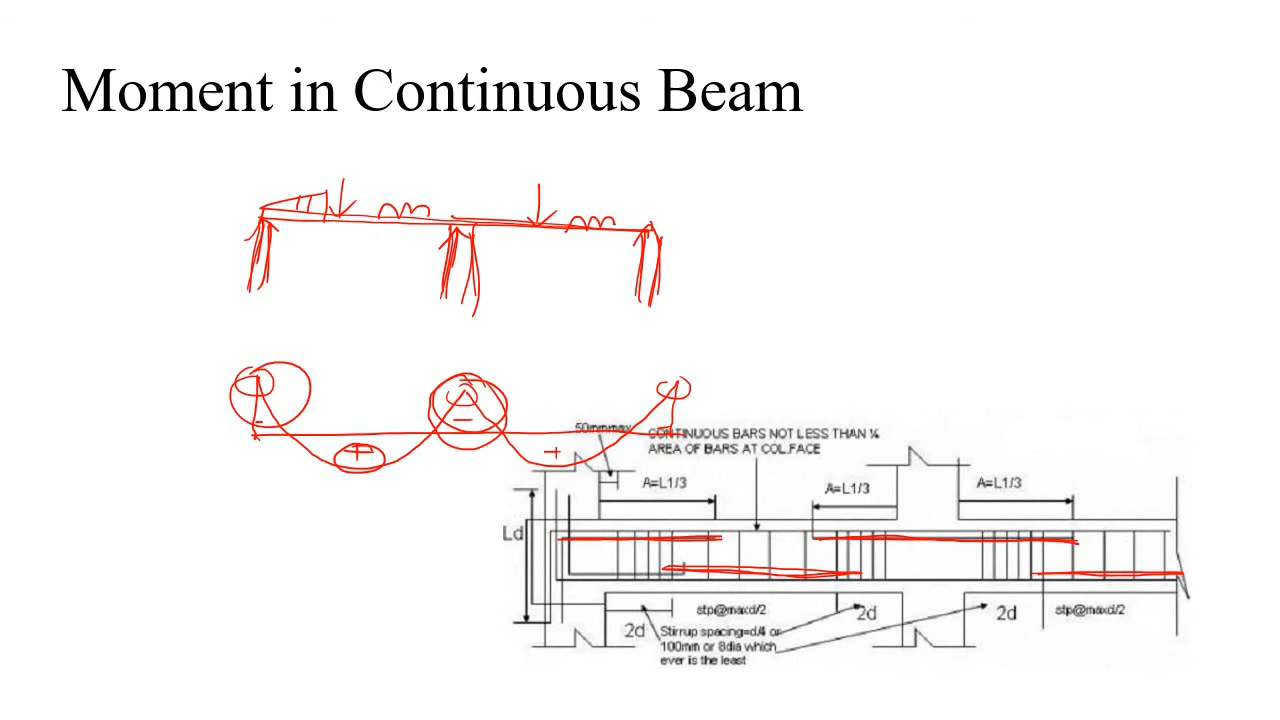 Moment in Continuous Beam
-
+
-
+
-
50mmmax
CONTINUOUS BARS NOT LESS THAN ¼
AREA OF BARS AT COL.FACE
A=L1/3
A=L1/3
A=L1/3
Ld
stp@maxd/2
2d
2d
stp@maxd/2
2d
Stirrup spacing=d/4 or
100mm or 8dia which
ever is the least